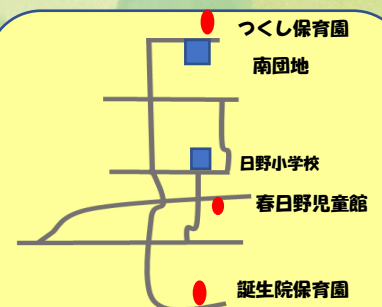 つくし保育園
南団地
日野小学校
春日野児童館
誕生院保育園